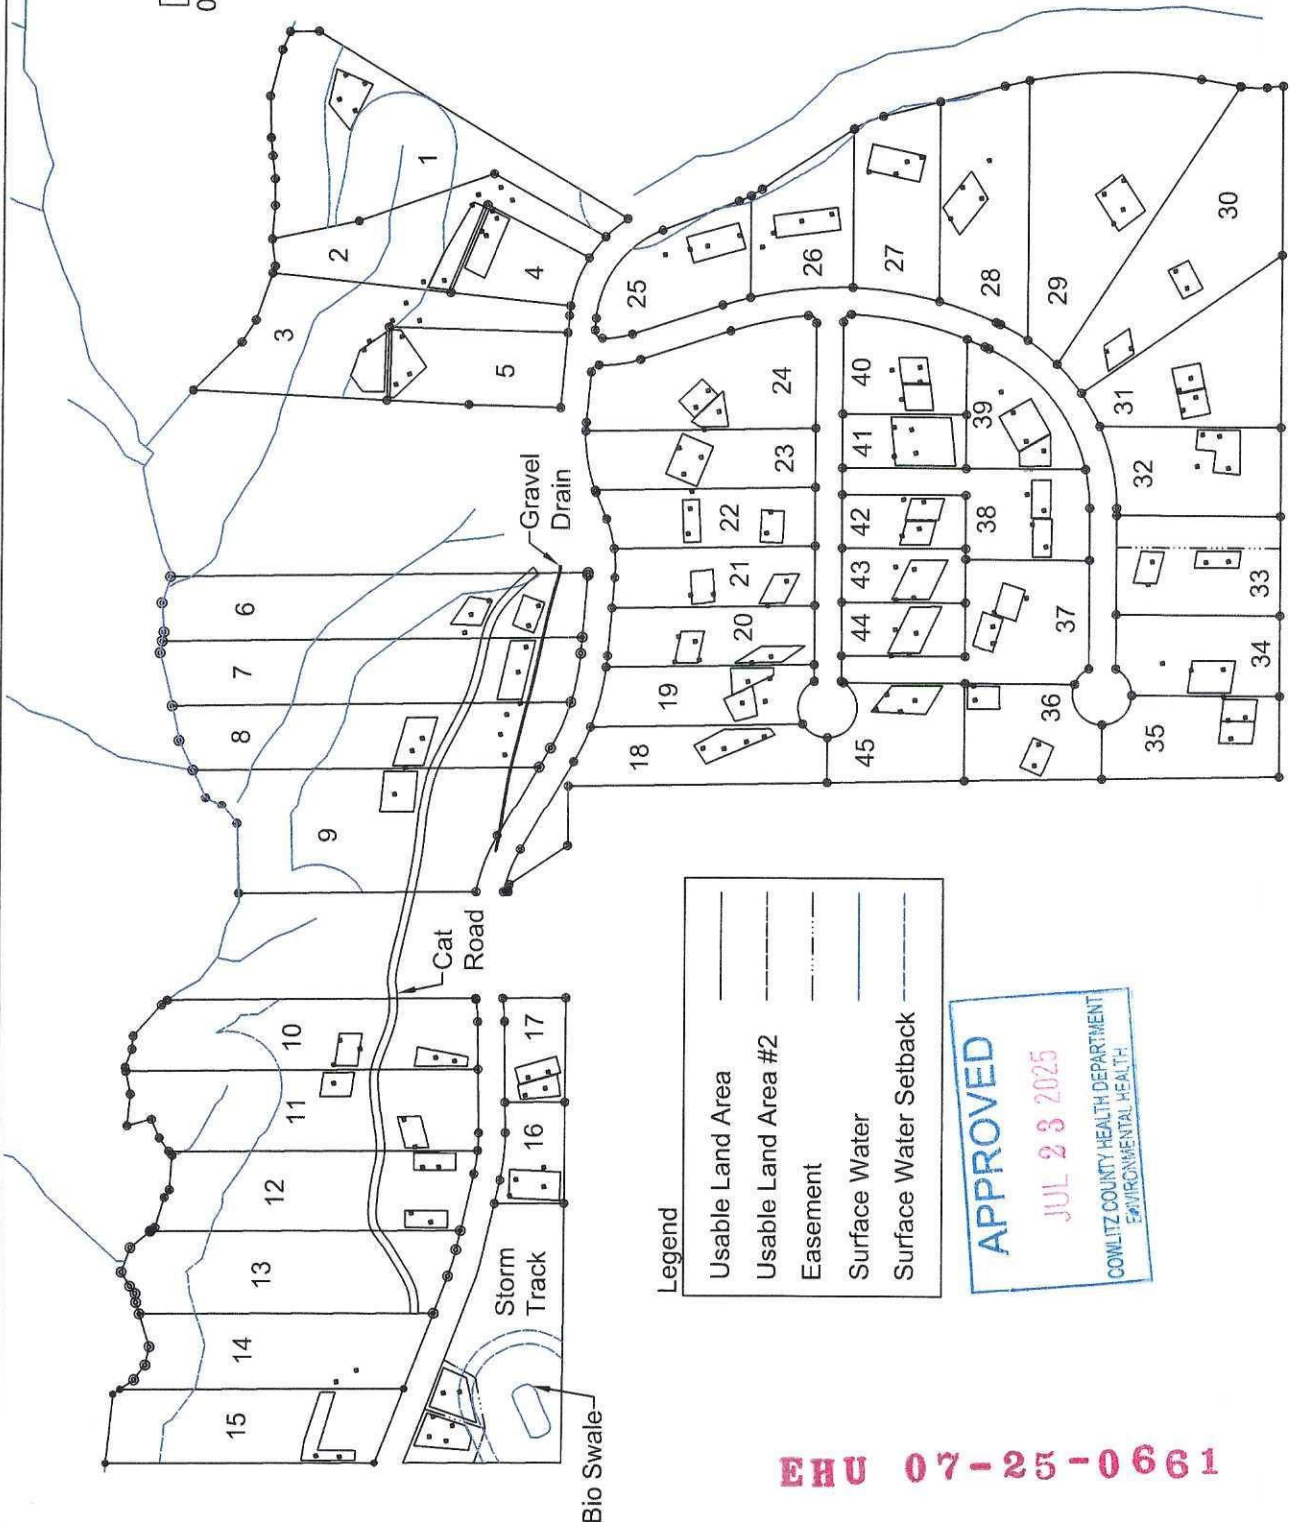 0
1
2
3
4
5
6
7
8
9
10
11
12
13
14
15
16
17
18
19
20
21
22
23
24
25
26
27
28
29
30
31
32
33
34
35
36
37
38
39
40
41
42
43
44
45
Gravel
Drain
Cat
Road
Storm
Track
Bio Swale
Legend
Usable Land Area
Usable Land Area #2
Easement
Surface Water
Surface Water Setback
APPROVED
JUL 23 2025
COWLITZ COUNTY HEALTH DEPARTMENT
ENVIRONMENTAL HEALTH
EHU 07-25-0661